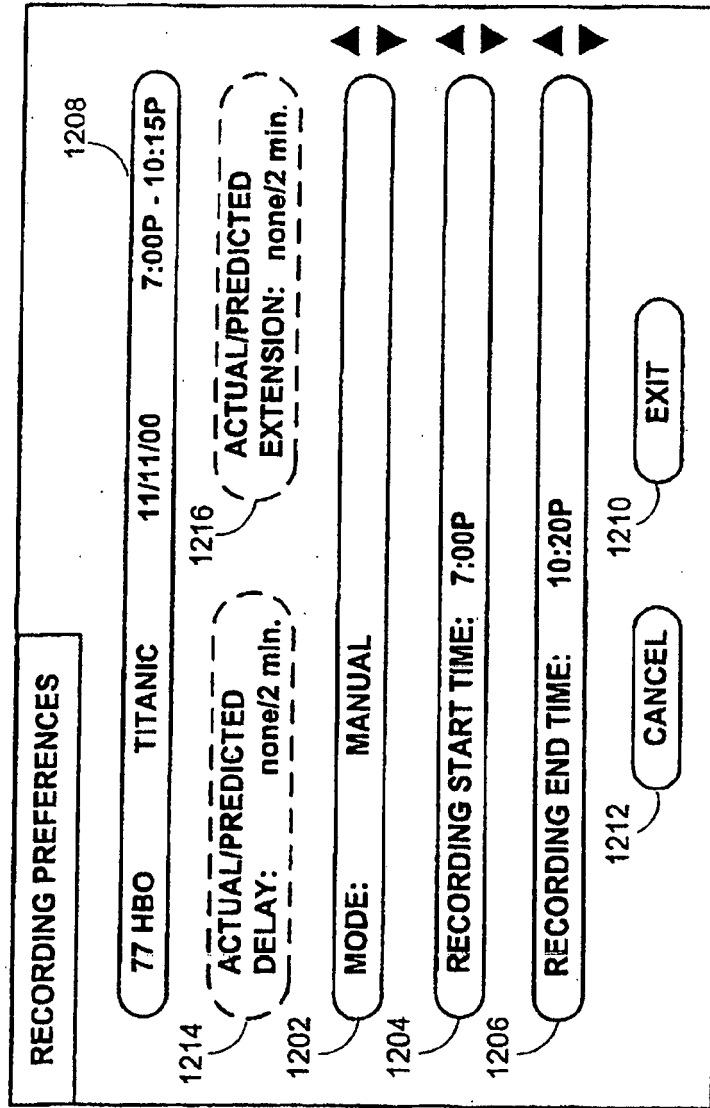 RECORDING PREFERENCES
77 HBO TITANIC 11/11/00 7:00P - 10:15P
1208
ACTUAL/PREDICTED
DELAY: none/2 min.
1214
ACTUAL/PREDICTED
EXTENSION: none/2 min.
1216
MODE: MANUAL
1202
RECORDING START TIME: 7:00P
1204
RECORDING END TIME: 10:20P
1206
CANCEL
1212
EXIT
1210